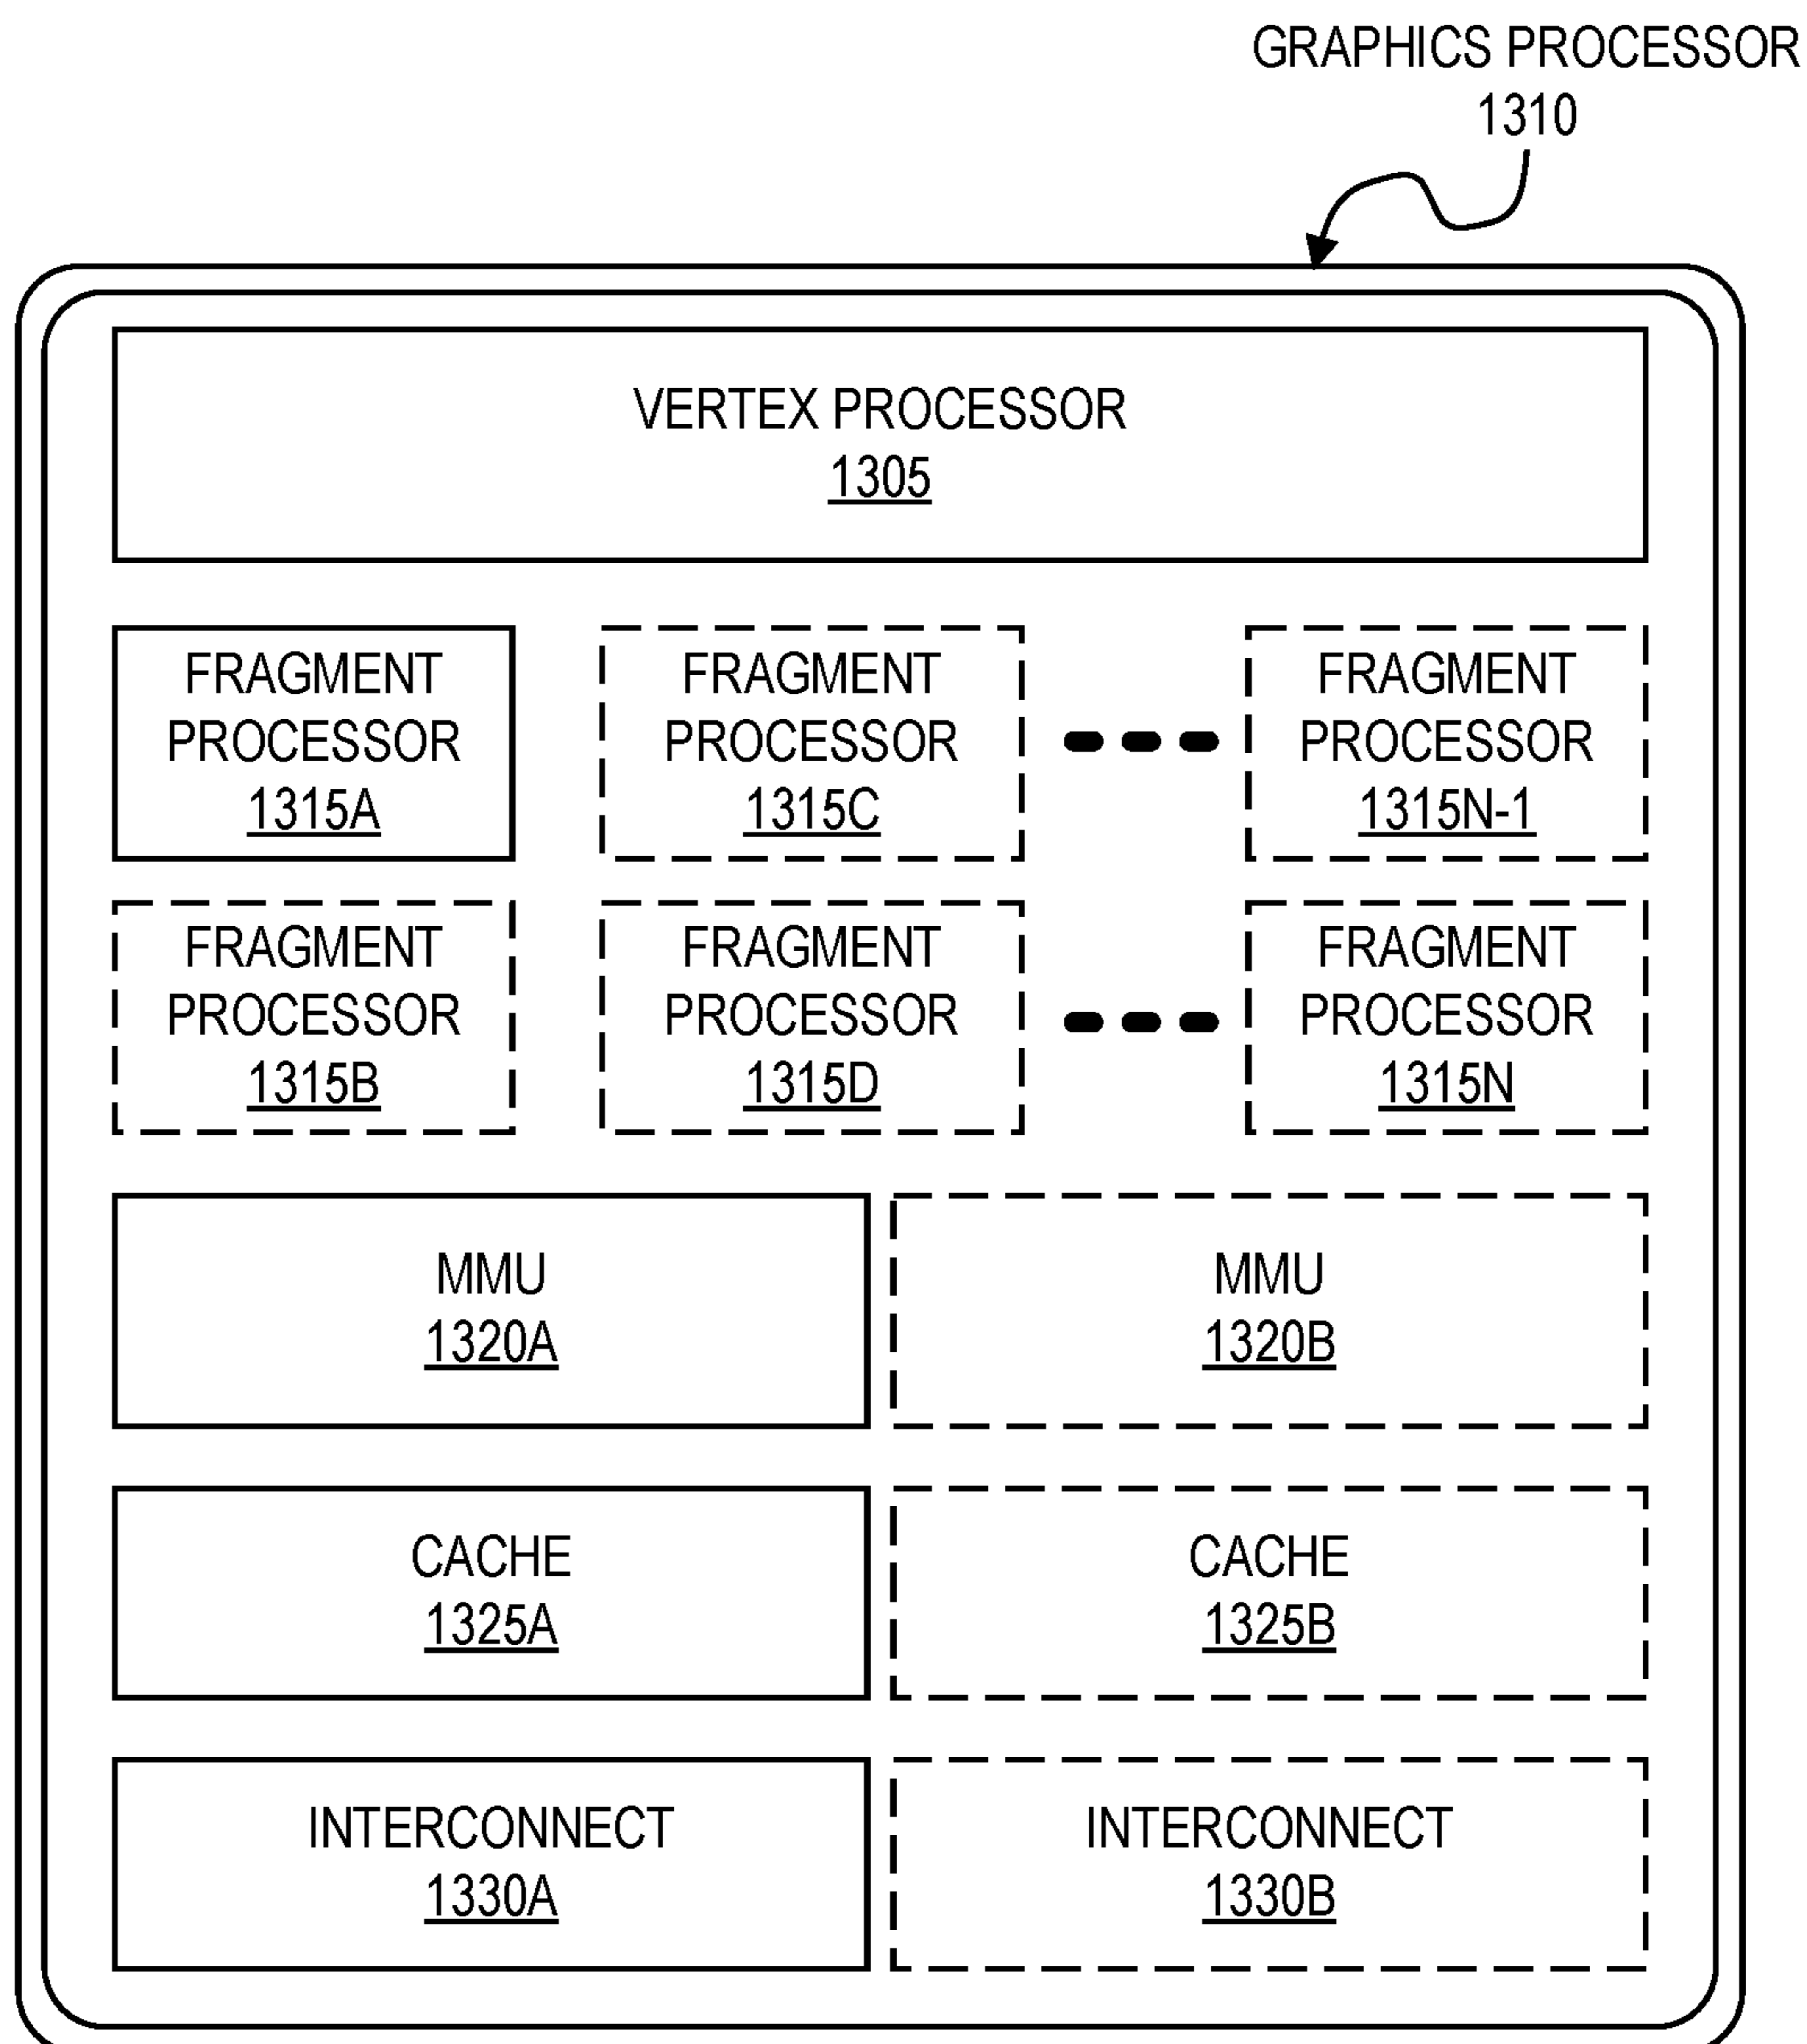 GRAPHICS PROCESSOR
1310
VERTEX PROCESSOR
1305
FRAGMENT
PROCESSOR
1315A
FRAGMENT
PROCESSOR
1315C
FRAGMENT
PROCESSOR
1315N-1
FRAGMENT
PROCESSOR
1315B
FRAGMENT
PROCESSOR
1315D
FRAGMENT
PROCESSOR
1315N
MMU
1320A
MMU
1320B
CACHE
1325A
CACHE
1325B
INTERCONNECT
1330A
INTERCONNECT
1330B